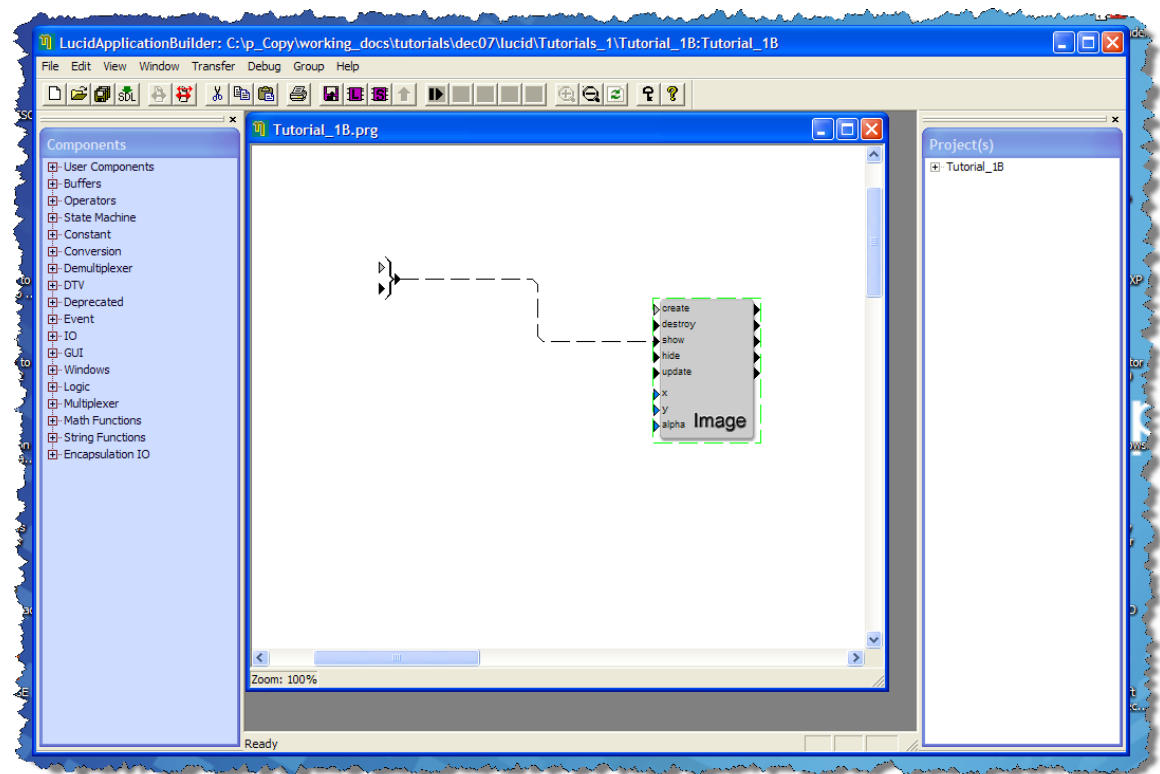 LucidApplicationBuilder: C:\p_Copy\working_docs\tutorials\dec07\lucid\Tutorials_1\Tutorial_1B:Tutorial_1B
File Edit View Window Transfer Debug Group Help
SDL
Components
User Components
Buffers
Operators
State Machine
Constant
Conversion
Demultiplexer
DTV
Deprecated
Event
IO
GUI
Windows
Logic
Multiplexer
Math Functions
String Functions
Encapsulation IO
Tutorial_1B.prg
create
destroy
show
hide
update
x
y
alpha Image
Zoom: 100%
Ready
Project(s)
Tutorial_1B
XP